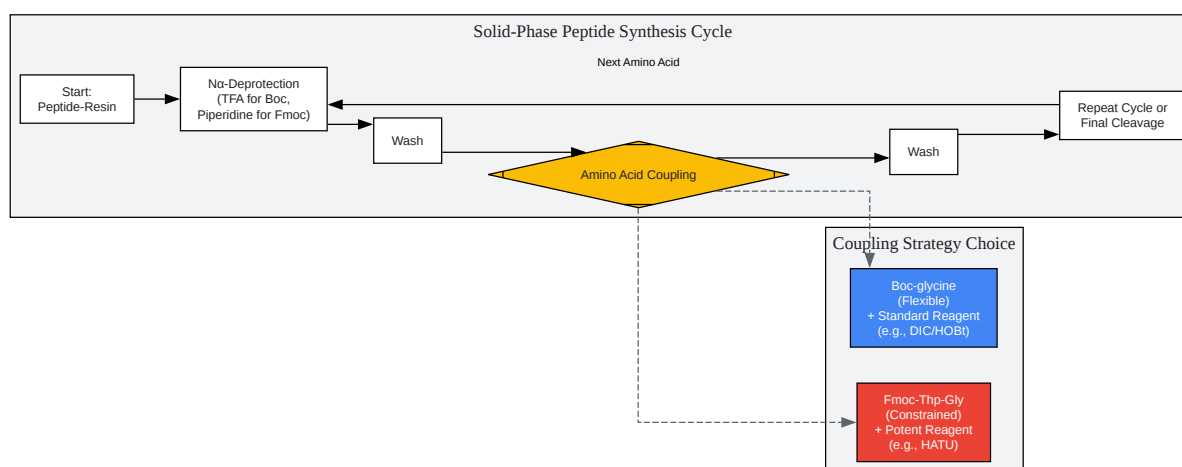 Solid-Phase Peptide Synthesis Cycle
Next Amino Acid
Start:
Peptide-Resin
Nα-Deprotection
(TFA for Boc,
Piperidine for Fmoc)
Wash
Amino Acid Coupling
Wash
Repeat Cycle or
Final Cleavage
Coupling Strategy Choice
Boc-glycine
(Flexible)
+ Standard Reagent
(e.g., DIC/HOBt)
Fmoc-Thp-Gly
(Constrained)
+ Potent Reagent
(e.g., HATU)